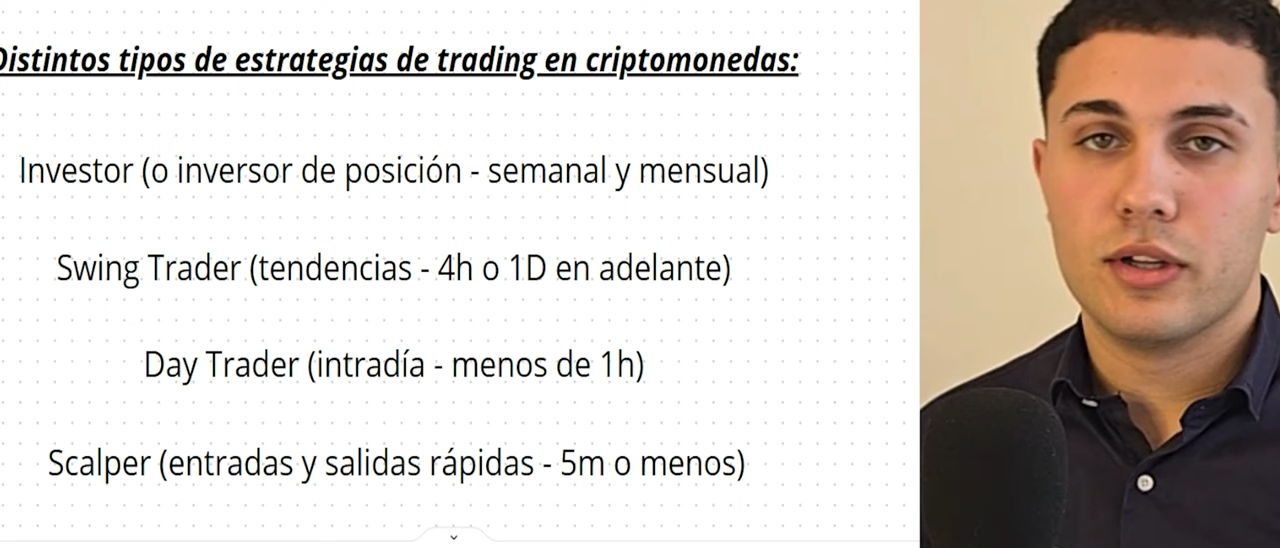 Distintos tipos de estrategias de trading en criptomonedas:
Investor (o inversor de posición - semanal y mensual)
Swing Trader (tendencias - 4h o 1D en adelante)
Day Trader (intradía - menos de 1h)
Scalper (entradas y salidas rápidas - 5m o menos)